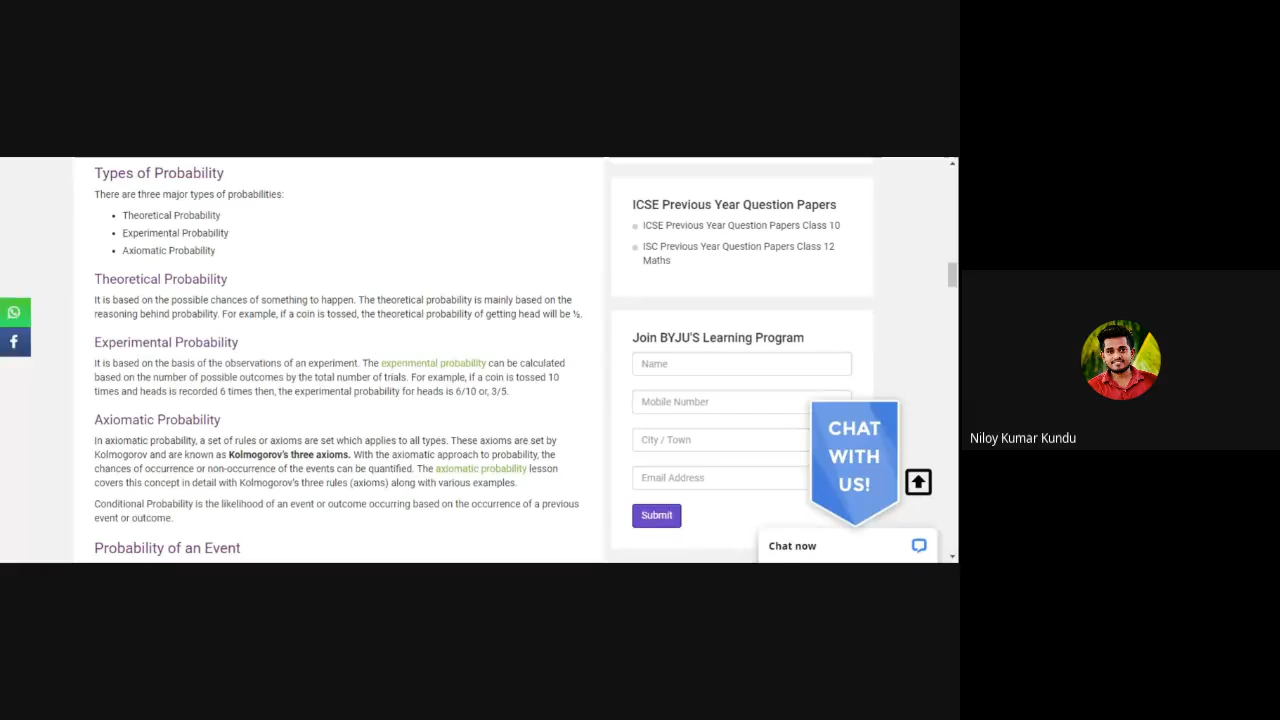 Types of Probability
There are three major types of probabilities:
Theoretical Probability
Experimental Probability
Axiomatic Probability
Theoretical Probability
It is based on the possible chances of something to happen. The theoretical probability is mainly based on the
reasoning behind probability. For example, if a coin is tossed, the theoretical probability of getting head will be ½.
Experimental Probability
It is based on the basis of the observations of an experiment. The experimental probability can be calculated
based on the number of possible outcomes by the total number of trials. For example, if a coin is tossed 10
times and heads is recorded 6 times then, the experimental probability for heads is 6/10 or, 3/5.
Axiomatic Probability
In axiomatic probability, a set of rules or axioms are set which applies to all types. These axioms are set by
Kolmogorov and are known as Kolmogorov's three axioms. With the axiomatic approach to probability, the
chances of occurrence or non-occurrence of the events can be quantified. The axiomatic probability lesson
covers this concept in detail with Kolmogorov's three rules (axioms) along with various examples.
Conditional Probability is the likelihood of an event or outcome occurring based on the occurrence of a previous
event or outcome.
Probability of an Event
ICSE Previous Year Question Papers
ICSE Previous Year Question Papers Class 10
ISC Previous Year Question Papers Class 12
Maths
Join BYJU'S Learning Program
Name
Mobile Number
City / Town
Email Address
Submit
CHAT
WITH
US!
Chat now
Niloy Kumar Kundu